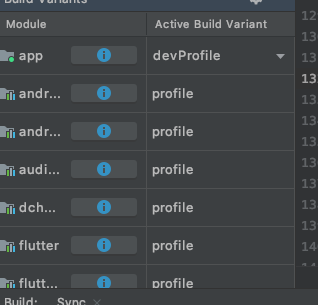 Build Variants
Module Active Build Variant
app devProfile
andr... profile
andr... profile
audi... profile
dch... profile
flutter profile
flutt... profile
Build: Sync ×